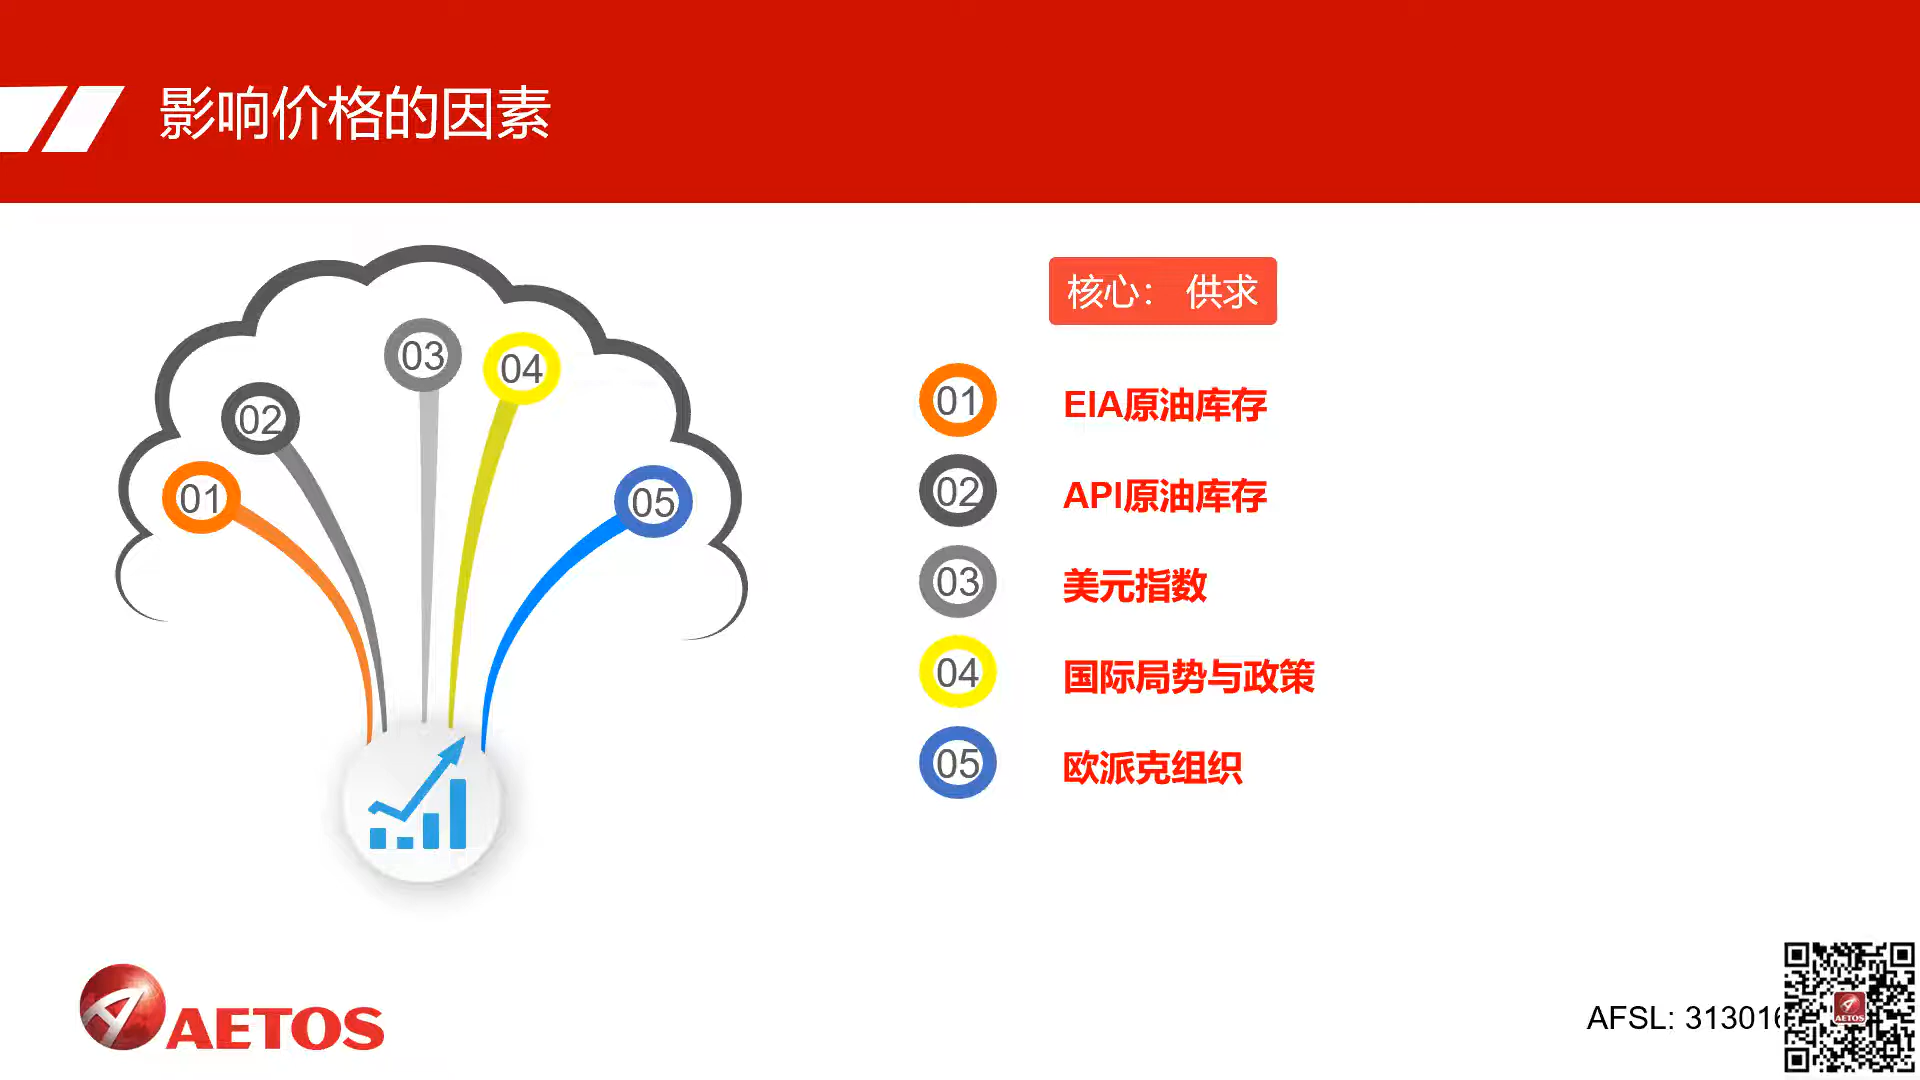 影响价格的因素
核心： 供求
01
02
03
04
05
01 EIA原油库存
02 API原油库存
03 美元指数
04 国际局势与政策
05 欧派克组织
AETOS
AFSL: 313016
AETOS